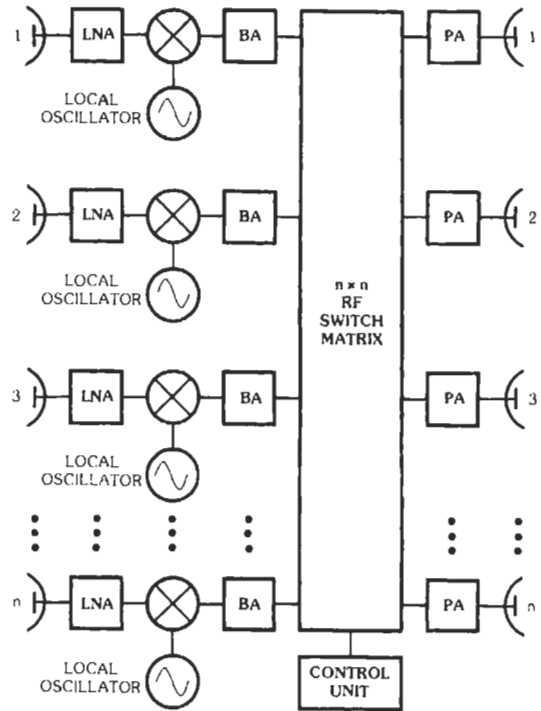 1 LNA BA PA 1
LOCAL
OSCILLATOR
2 LNA BA PA 2
LOCAL
OSCILLATOR
n × n
RF
SWITCH
MATRIX
3 LNA BA PA 3
LOCAL
OSCILLATOR
n LNA BA PA n
LOCAL
OSCILLATOR
CONTROL
UNIT